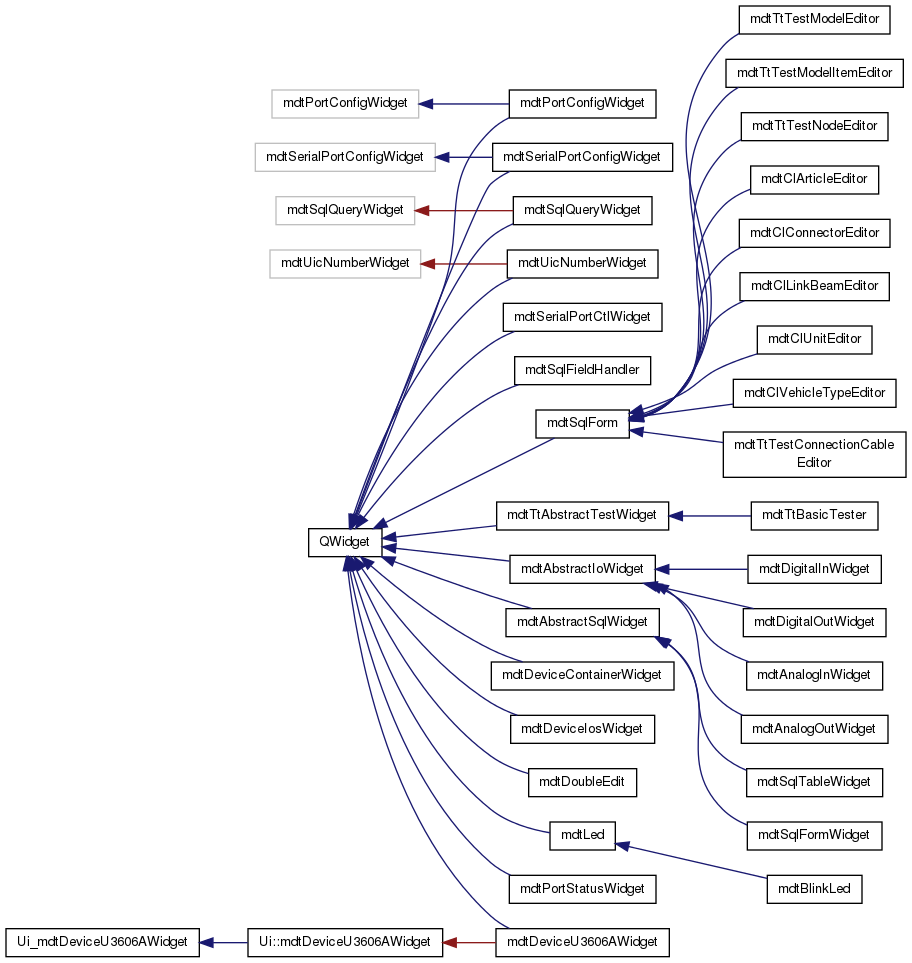 mdtTtTestModelEditor
mdtTtTestModelItemEditor
mdtPortConfigWidget
mdtPortConfigWidget
mdtTtTestNodeEditor
mdtSerialPortConfigWidget
mdtSerialPortConfigWidget
mdtClArticleEditor
mdtSqlQueryWidget
mdtSqlQueryWidget
mdtClConnectorEditor
mdtUicNumberWidget
mdtUicNumberWidget
mdtClLinkBeamEditor
mdtSerialPortCtlWidget
mdtClUnitEditor
mdtSqlFieldHandler
mdtClVehicleTypeEditor
mdtSqlForm
mdtTtTestConnectionCable
Editor
mdtTtAbstractTestWidget
mdtTtBasicTester
QWidget
mdtAbstractIoWidget
mdtDigitalInWidget
mdtAbstractSqlWidget
mdtDigitalOutWidget
mdtDeviceContainerWidget
mdtAnalogInWidget
mdtDeviceIosWidget
mdtAnalogOutWidget
mdtDoubleEdit
mdtSqlTableWidget
mdtLed
mdtSqlFormWidget
mdtPortStatusWidget
mdtBlinkLed
Ui_mdtDeviceU3606AWidget
Ui::mdtDeviceU3606AWidget
mdtDeviceU3606AWidget